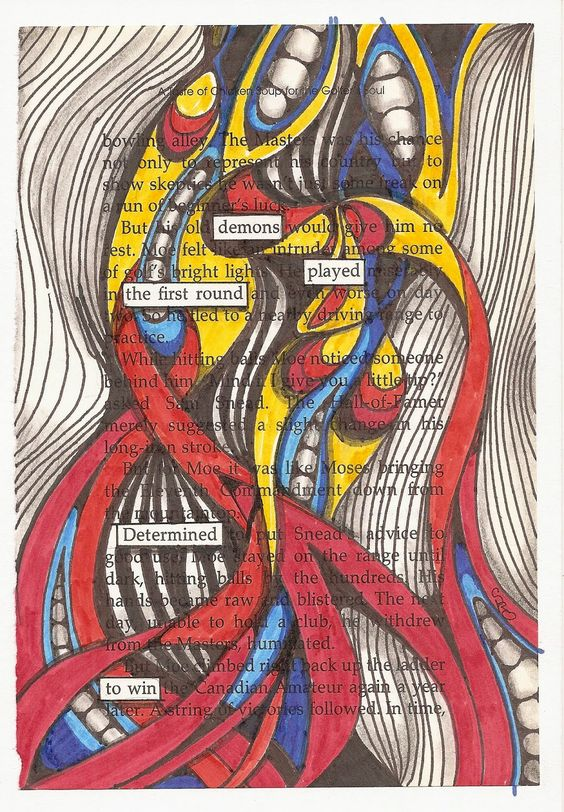 A Taste of Chicken Soup for the Golfer's Soul 7
bowling alley. The Masters was his chance
not only to represent his country but to
show skeptics he wasn't just some freak on
a run of beginner's luck.
But his old demons would give him no
rest. Moe felt like an intruder among some
of golf's bright lights. He played miserably
in the first round and even worse on day
two. So he fled to a nearby driving range to
practice.
While hitting balls Moe noticed someone
behind him. "Mind if I give you a little tip?"
asked Sam Snead. The Hall-of-Famer
merely suggested a slight change in his
long-iron stroke.
But for Moe it was like Moses bringing
the Eleventh Commandment down from
the mountaintop.
Determined to put Snead's advice to
good use, Moe stayed on the range until
dark, hitting balls by the hundreds. His
hands became raw and blistered. The next
day, unable to hold a club, he withdrew
from the Masters, humiliated.
But Moe climbed right back up the ladder
to win the Canadian Amateur again a year
later. A string of victories followed. In time,